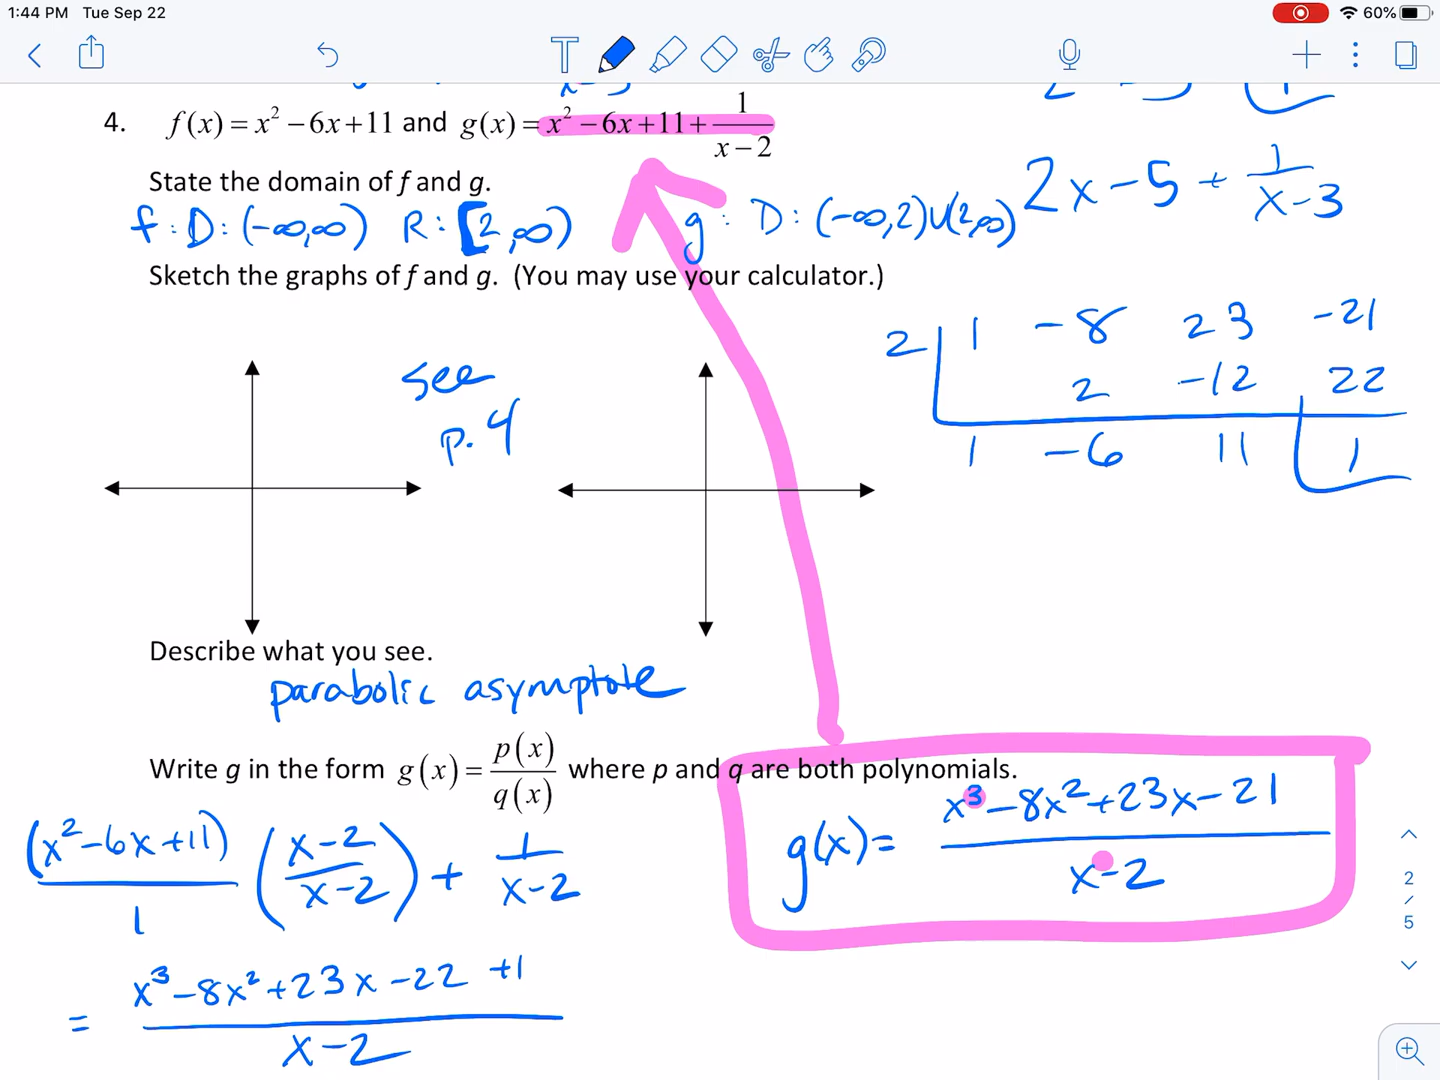 1:44 PM Tue Sep 22 60%
4. f(x) = x² − 6x + 11 and g(x) = x² − 6x + 11 + 1/(x − 2)
2x − 5 + 1/(x − 3)
State the domain of f and g.
f : D : (−∞,∞) R : [2,∞) g : D : (−∞,2)∪(2,∞)
Sketch the graphs of f and g. (You may use your calculator.)
2 | 1 −8 23 −21
2 −12 22
1 −6 11 | 1
see
p. 4
Describe what you see.
parabolic asymptote
Write g in the form g(x) = p(x)/q(x) where p and q are both polynomials.
g(x) = (x³ − 8x² + 23x − 21)/(x − 2)
(x² − 6x + 11)/1 ((x − 2)/(x − 2)) + 1/(x − 2)
= (x³ − 8x² + 23x − 22 + 1)/(x − 2)
2 / 5